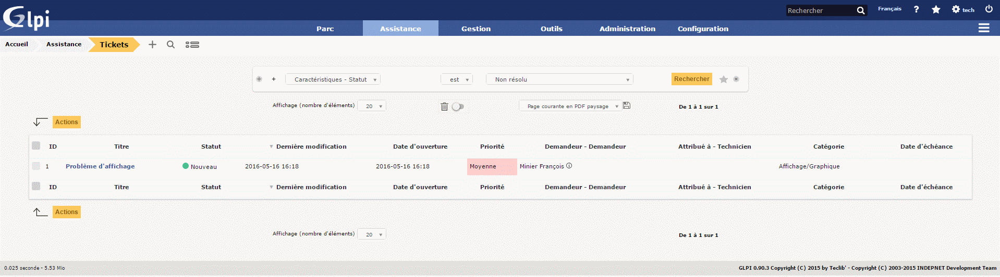 Glpi
Rechercher Français ? tech
Parc Assistance Gestion Outils Administration Configuration
Accueil Assistance Tickets
Caractéristiques - Statut est Non résolu Rechercher
Affichage (nombre d'éléments) 20 Page courante en PDF paysage De 1 à 1 sur 1
Actions
ID Titre Statut Dernière modification Date d'ouverture Priorité Demandeur - Demandeur Attribué à - Technicien Catégorie Date d'échéance
1 Problème d'affichage Nouveau 2016-05-16 16:18 2016-05-16 16:18 Moyenne Minier François Affichage/Graphique
ID Titre Statut Dernière modification Date d'ouverture Priorité Demandeur - Demandeur Attribué à - Technicien Catégorie Date d'échéance
Actions
Affichage (nombre d'éléments) 20 De 1 à 1 sur 1
0.025 seconde - 5.53 Mio GLPI 0.90.3 Copyright (C) 2015 by Teclib' - Copyright (C) 2003-2015 INDEPNET Development Team